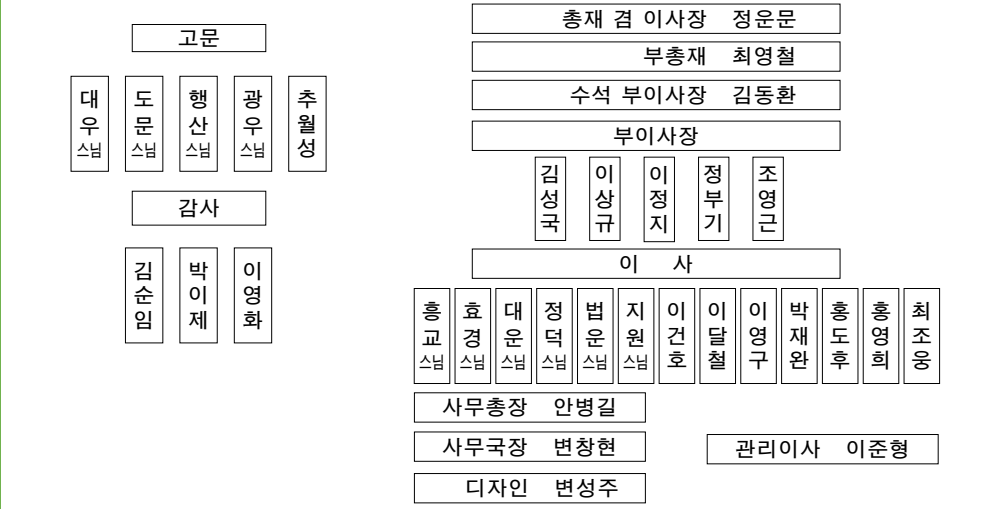 고문
대우 스님
도문 스님
행산 스님
광우 스님
추월성
감사
김순임
박이제
이영화
총재 겸 이사장 정운문
부총재 최영철
수석 부이사장 김동환
부이사장
김성국
이상규
이정지
정부기
조영근
이 사
흥교 스님
효경 스님
대운 스님
정덕 스님
법운 스님
지원 스님
이건호
이달철
이영구
박재완
홍도후
홍영희
최조웅
사무총장 안병길
사무국장 변창현
디자인 변성주
관리이사 이준형